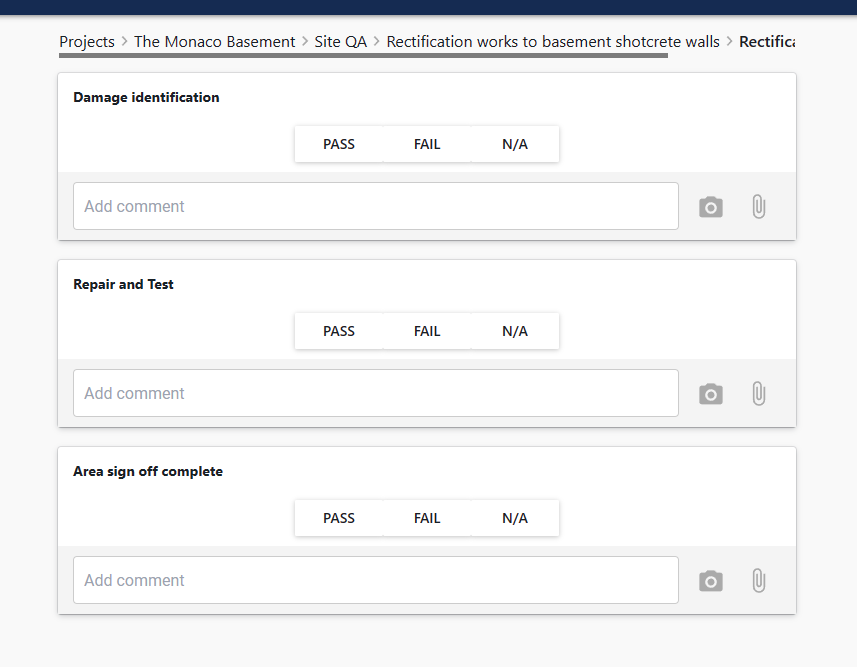 Projects > The Monaco Basement > Site QA > Rectification works to basement shotcrete walls > Rectifica
Damage identification
PASS FAIL N/A
Add comment
Repair and Test
PASS FAIL N/A
Add comment
Area sign off complete
PASS FAIL N/A
Add comment